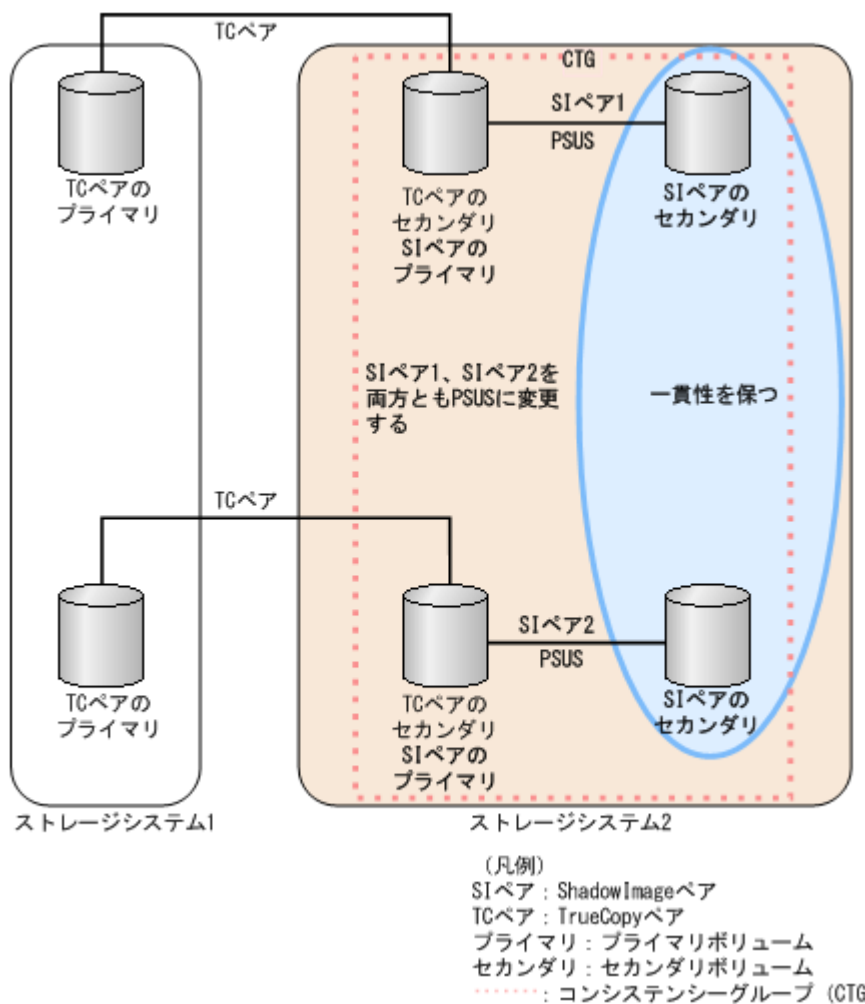 TCペア
CTG
SIペア1
PSUS
TCペアの
プライマリ
TCペアの
セカンダリ
SIペアの
プライマリ
SIペアの
セカンダリ
SIペア1、SIペア2を
両方ともPSUSに変更
する
一貫性を保つ
TCペア
SIペア2
PSUS
TCペアの
プライマリ
TCペアの
セカンダリ
SIペアの
プライマリ
SIペアの
セカンダリ
ストレージシステム1
ストレージシステム2
（凡例）
SIペア：ShadowImageペア
TCペア：TrueCopyペア
プライマリ：プライマリボリューム
セカンダリ：セカンダリボリューム
：コンシステンシーグループ（CTG